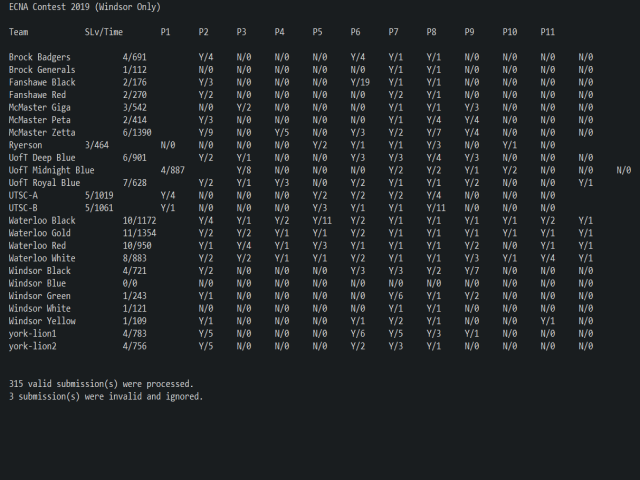 ECNA Contest 2019 (Windsor Only)
Team SLv/Time P1 P2 P3 P4 P5 P6 P7 P8 P9 P10 P11
Brock Badgers 4/691 Y/4 N/0 N/0 N/0 Y/4 Y/1 Y/1 N/0 N/0 N/0 N/0
Brock Generals 1/112 N/0 N/0 N/0 N/0 N/0 Y/1 Y/1 N/0 N/0 N/0 N/0
Fanshawe Black 2/176 Y/3 N/0 N/0 N/0 Y/19 Y/1 Y/1 N/0 N/0 N/0 N/0
Fanshawe Red 2/270 Y/2 N/0 N/0 N/0 N/0 Y/2 Y/1 N/0 N/0 N/0 N/0
McMaster Giga 3/542 N/0 Y/2 N/0 N/0 N/0 Y/1 Y/1 Y/3 N/0 N/0 N/0
McMaster Peta 2/414 Y/3 N/0 N/0 N/0 N/0 Y/1 Y/4 Y/4 N/0 N/0 N/0
McMaster Zetta 6/1390 Y/9 N/0 Y/5 N/0 Y/3 Y/2 Y/7 Y/4 N/0 N/0 N/0
Ryerson 3/464 N/0 N/0 N/0 N/0 Y/2 Y/1 Y/1 Y/3 N/0 Y/1 N/0
UofT Deep Blue 6/901 Y/2 Y/1 N/0 N/0 Y/3 Y/3 Y/4 Y/3 N/0 N/0 N/0
UofT Midnight Blue 4/887 Y/8 N/0 N/0 N/0 Y/2 Y/2 Y/2 Y/1 Y/2 N/0 N/0 N/0
UofT Royal Blue 7/628 Y/2 Y/1 Y/3 N/0 Y/2 Y/1 Y/1 Y/2 N/0 N/0 Y/1
UTSC-A 5/1019 Y/4 N/0 N/0 N/0 Y/2 Y/2 Y/2 Y/4 N/0 N/0 N/0
UTSC-B 5/1061 Y/1 N/0 N/0 N/0 Y/3 Y/1 Y/1 Y/11 N/0 N/0 N/0
Waterloo Black 10/1172 Y/4 Y/1 Y/2 Y/11 Y/2 Y/1 Y/1 Y/1 Y/1 Y/2 Y/1
Waterloo Gold 11/1354 Y/2 Y/2 Y/1 Y/1 Y/2 Y/1 Y/1 Y/1 Y/1 Y/1 Y/1
Waterloo Red 10/950 Y/1 Y/4 Y/1 Y/3 Y/1 Y/1 Y/1 Y/2 N/0 Y/1 Y/1
Waterloo White 8/883 Y/2 Y/2 Y/1 Y/1 Y/2 Y/1 Y/1 Y/3 Y/1 Y/4 Y/1
Windsor Black 4/721 Y/2 N/0 N/0 N/0 Y/3 Y/3 Y/2 Y/7 N/0 N/0 N/0
Windsor Blue 0/0 N/0 N/0 N/0 N/0 N/0 N/0 N/0 N/0 N/0 N/0 N/0
Windsor Green 1/243 Y/1 N/0 N/0 N/0 N/0 Y/6 Y/1 Y/2 N/0 N/0 N/0
Windsor White 1/121 N/0 N/0 N/0 N/0 N/0 Y/1 Y/1 N/0 N/0 N/0 N/0
Windsor Yellow 1/109 Y/1 N/0 N/0 N/0 Y/1 Y/2 Y/1 N/0 N/0 Y/1 N/0
york-lion1 4/783 Y/5 N/0 N/0 N/0 Y/6 Y/5 Y/3 Y/1 N/0 N/0 N/0
york-lion2 4/756 Y/5 N/0 N/0 N/0 Y/2 Y/3 Y/1 N/0 N/0 N/0 N/0
315 valid submission(s) were processed.
3 submission(s) were invalid and ignored.